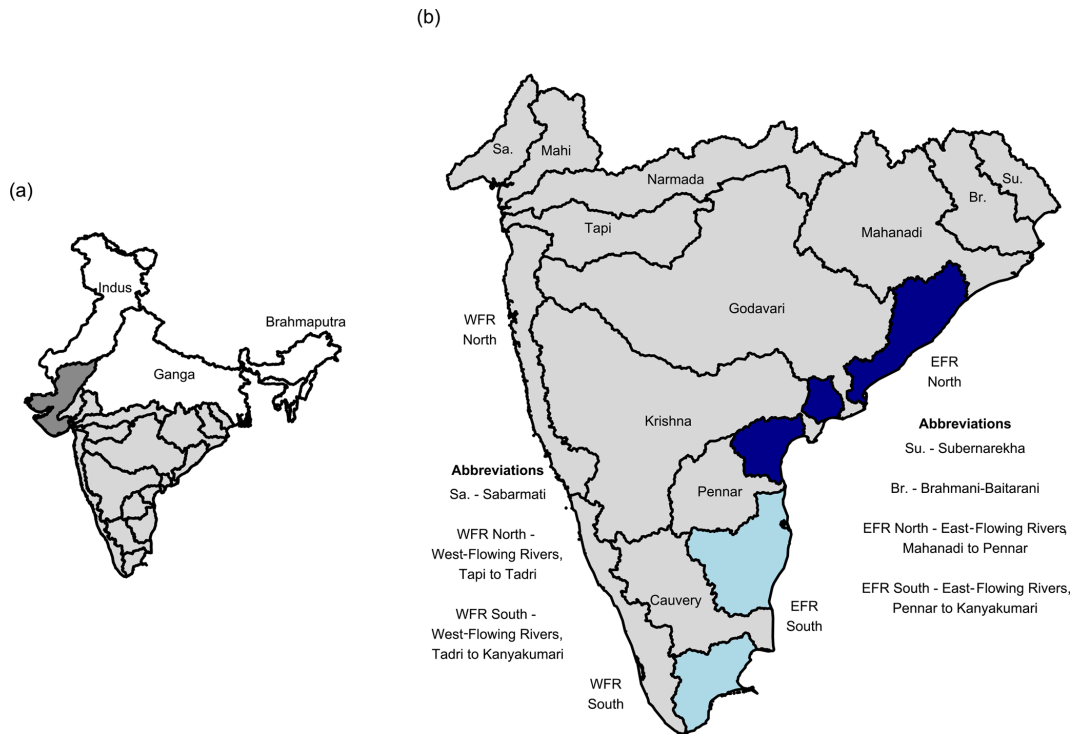 (a)
Indus
Brahmaputra
Ganga
(b)
Sa.
Mahi
Narmada
Su.
Br.
Tapi
Mahanadi
Godavari
WFR
North
EFR
North
Krishna
Pennar
Cauvery
EFR
South
WFR
South
Abbreviations
Sa. - Sabarmati
WFR North -
West-Flowing Rivers,
Tapi to Tadri
WFR South -
West-Flowing Rivers,
Tadri to Kanyakumari
Abbreviations
Su. - Subernarekha
Br. - Brahmani-Baitarani
EFR North - East-Flowing Rivers,
Mahanadi to Pennar
EFR South - East-Flowing Rivers,
Pennar to Kanyakumari